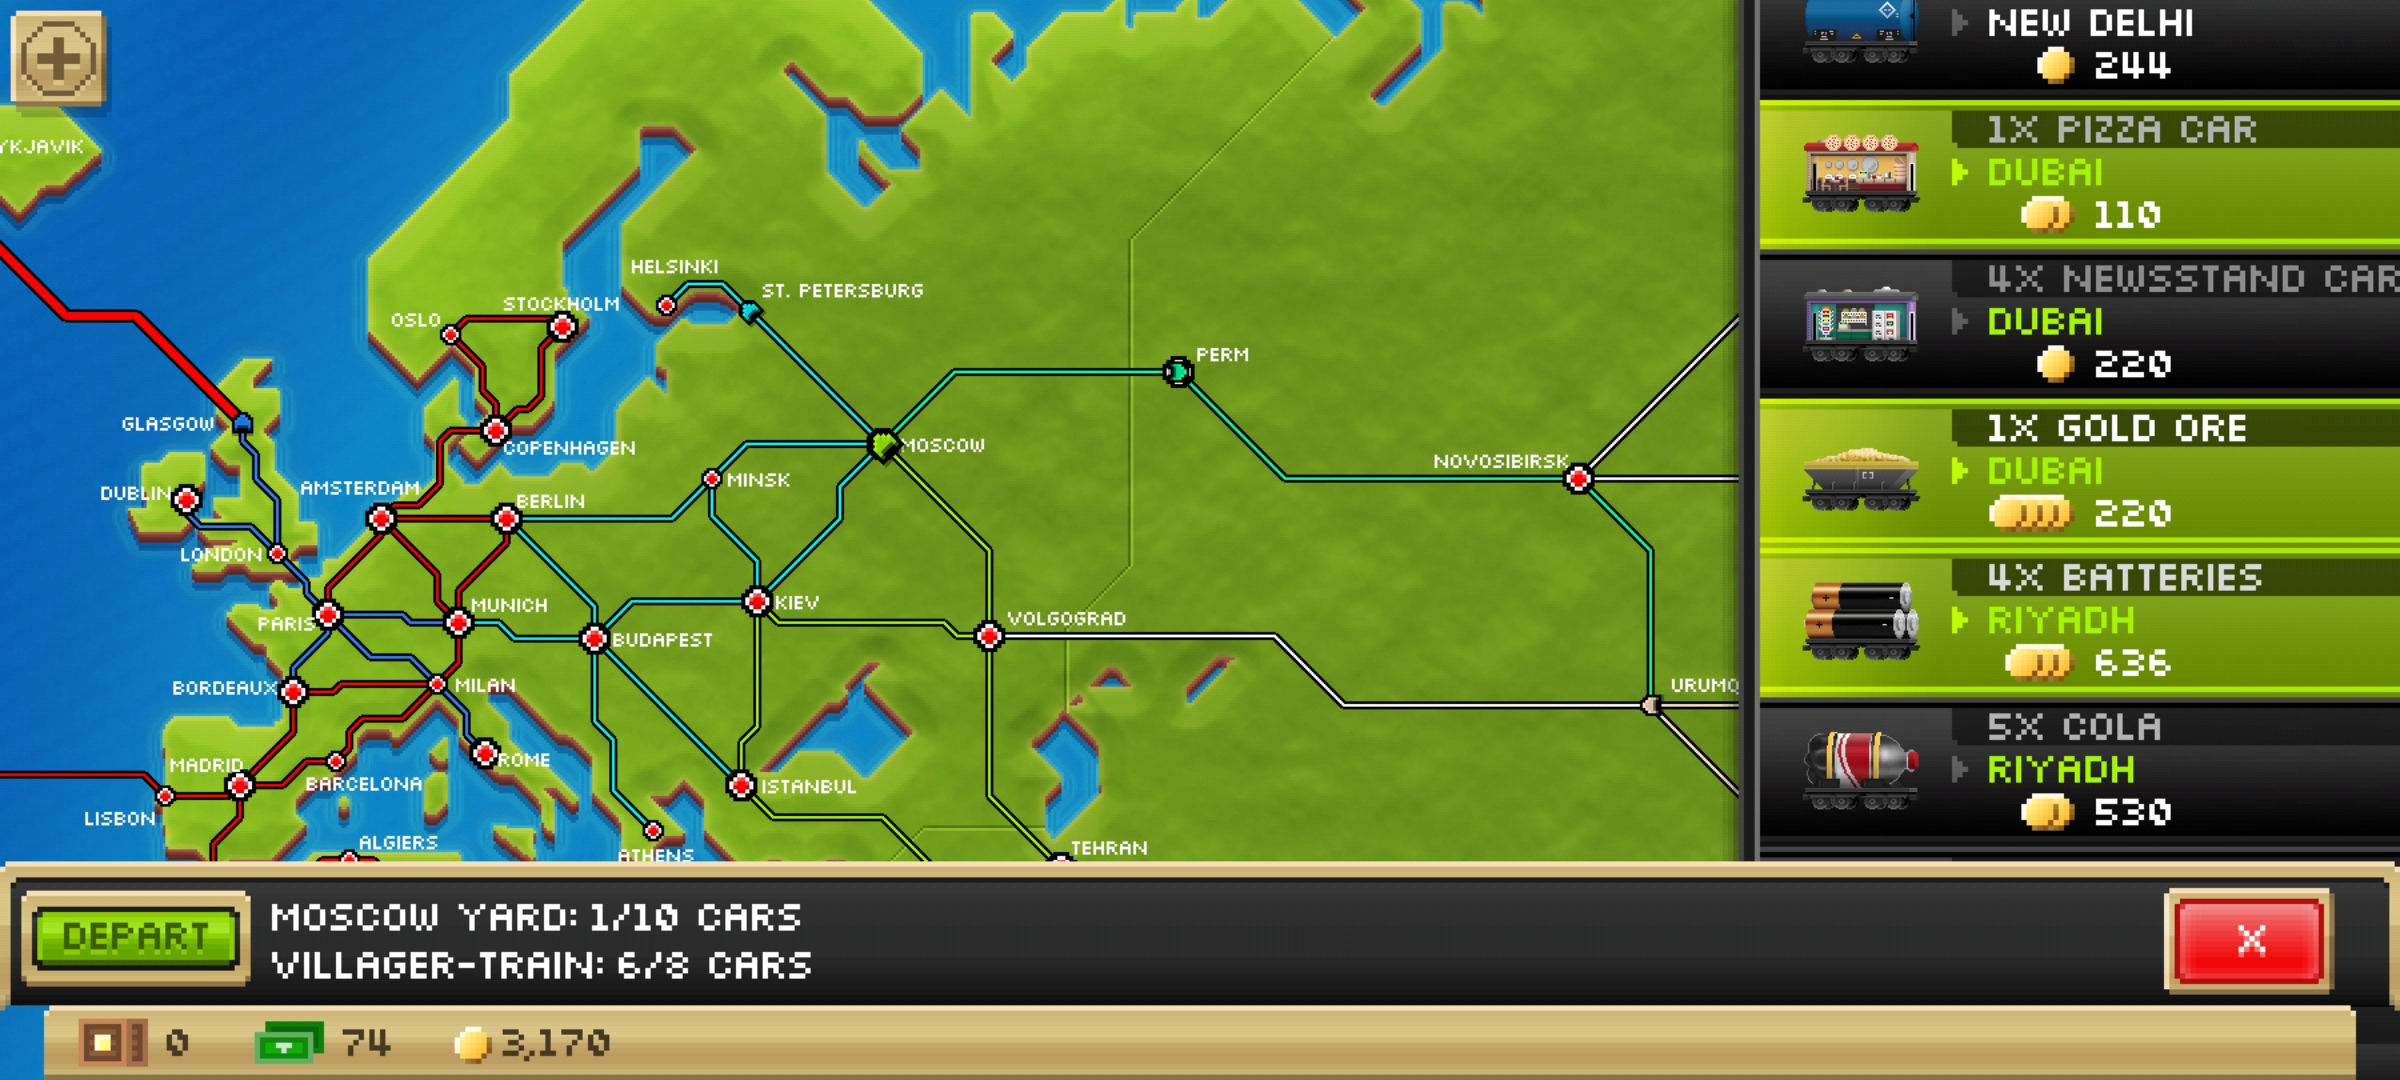 YKJAVIK
HELSINKI
ST. PETERSBURG
STOCKHOLM
OSLO
PERM
GLASGOW
COPENHAGEN
MOSCOW
NOVOSIBIRSK
MINSK
AMSTERDAM
DUBLIN
BERLIN
LONDON
MUNICH
KIEV
PARIS
VOLGOGRAD
BUDAPEST
BORDEAUX
MILAN
URUMQ
MADRID
ROME
BARCELONA
ISTANBUL
LISBON
ALGIERS
ATHENS
TEHRAN
NEW DELHI
244
1X PIZZA CAR
DUBAI
110
4X NEWSSTAND CAR
DUBAI
220
1X GOLD ORE
DUBAI
220
4X BATTERIES
RIYADH
636
5X COLA
RIYADH
530
DEPART
MOSCOW YARD: 1/10 CARS
VILLAGER-TRAIN: 6/8 CARS
X
0
74
3,170